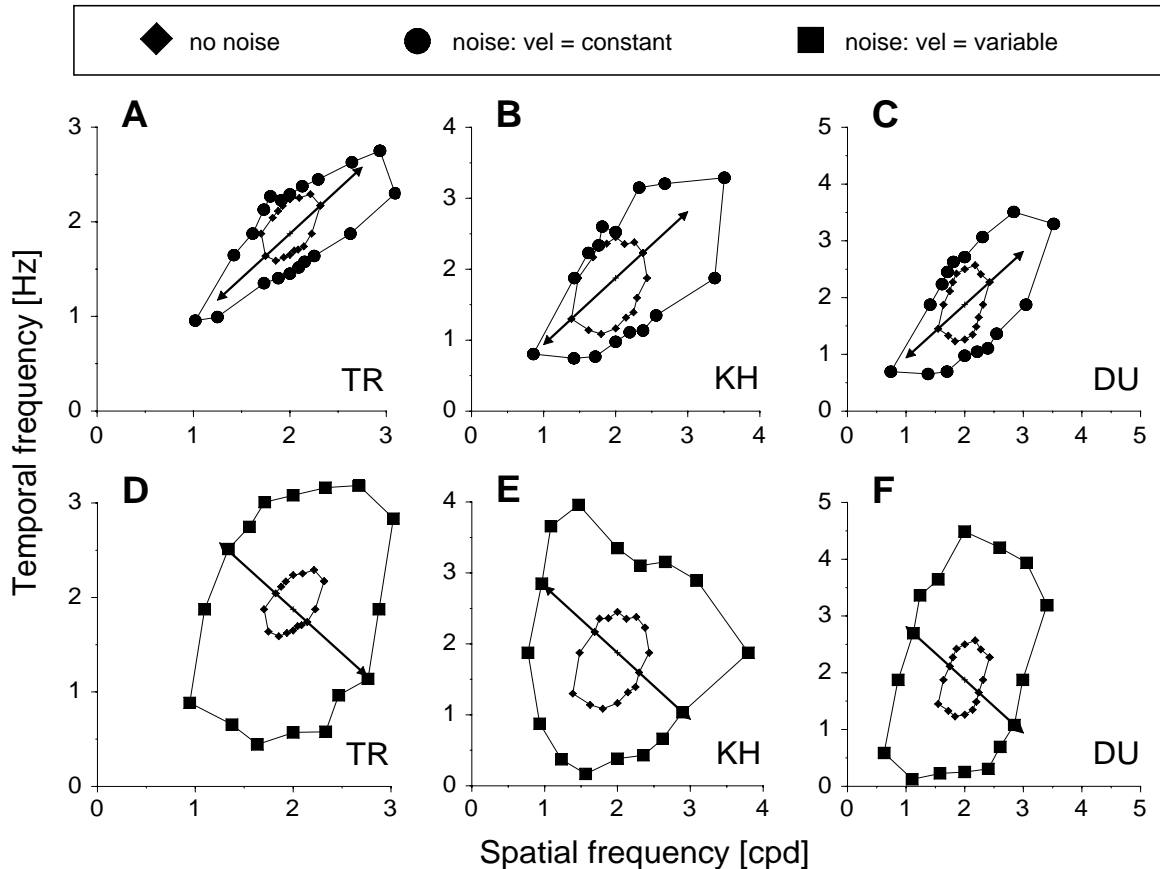 no noise noise: vel = constant noise: vel = variable
A B C
3 4 5
4
3
2 3
2
2
1
1 1
0 0 0
TR KH DU
0 1 2 3 0 1 2 3 4 0 1 2 3 4 5
D E F
3 4 5
4
3
2 3
2
2
1
1 1
0 0 0
TR KH DU
0 1 2 3 0 1 2 3 4 0 1 2 3 4 5
Temporal frequency [Hz]
Spatial frequency [cpd]